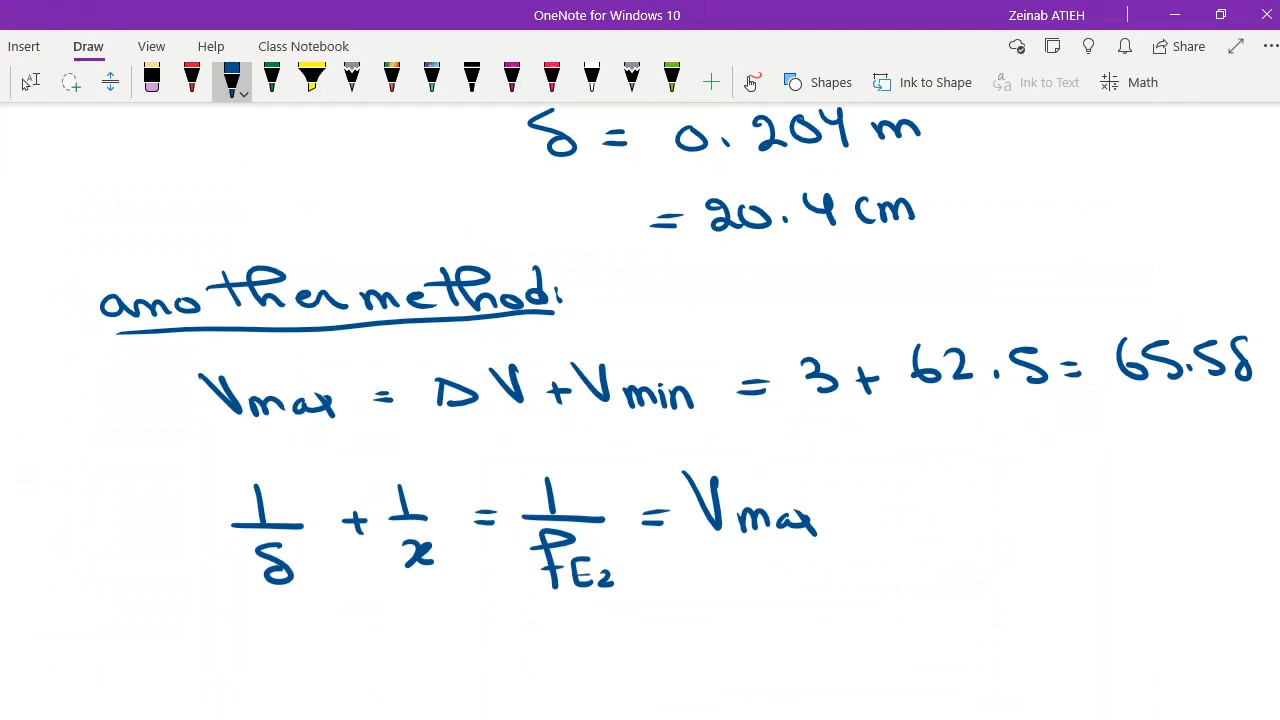 OneNote for Windows 10
Zeinab ATIEH
Insert Draw View Help Class Notebook Share
Shapes Ink to Shape Ink to Text Math
δ = 0.204 m
= 20.4 cm
another method:
Vmax = ΔV + Vmin = 3 + 62.5 = 65.5δ
1/δ + 1/x = 1/fE2 = Vmax